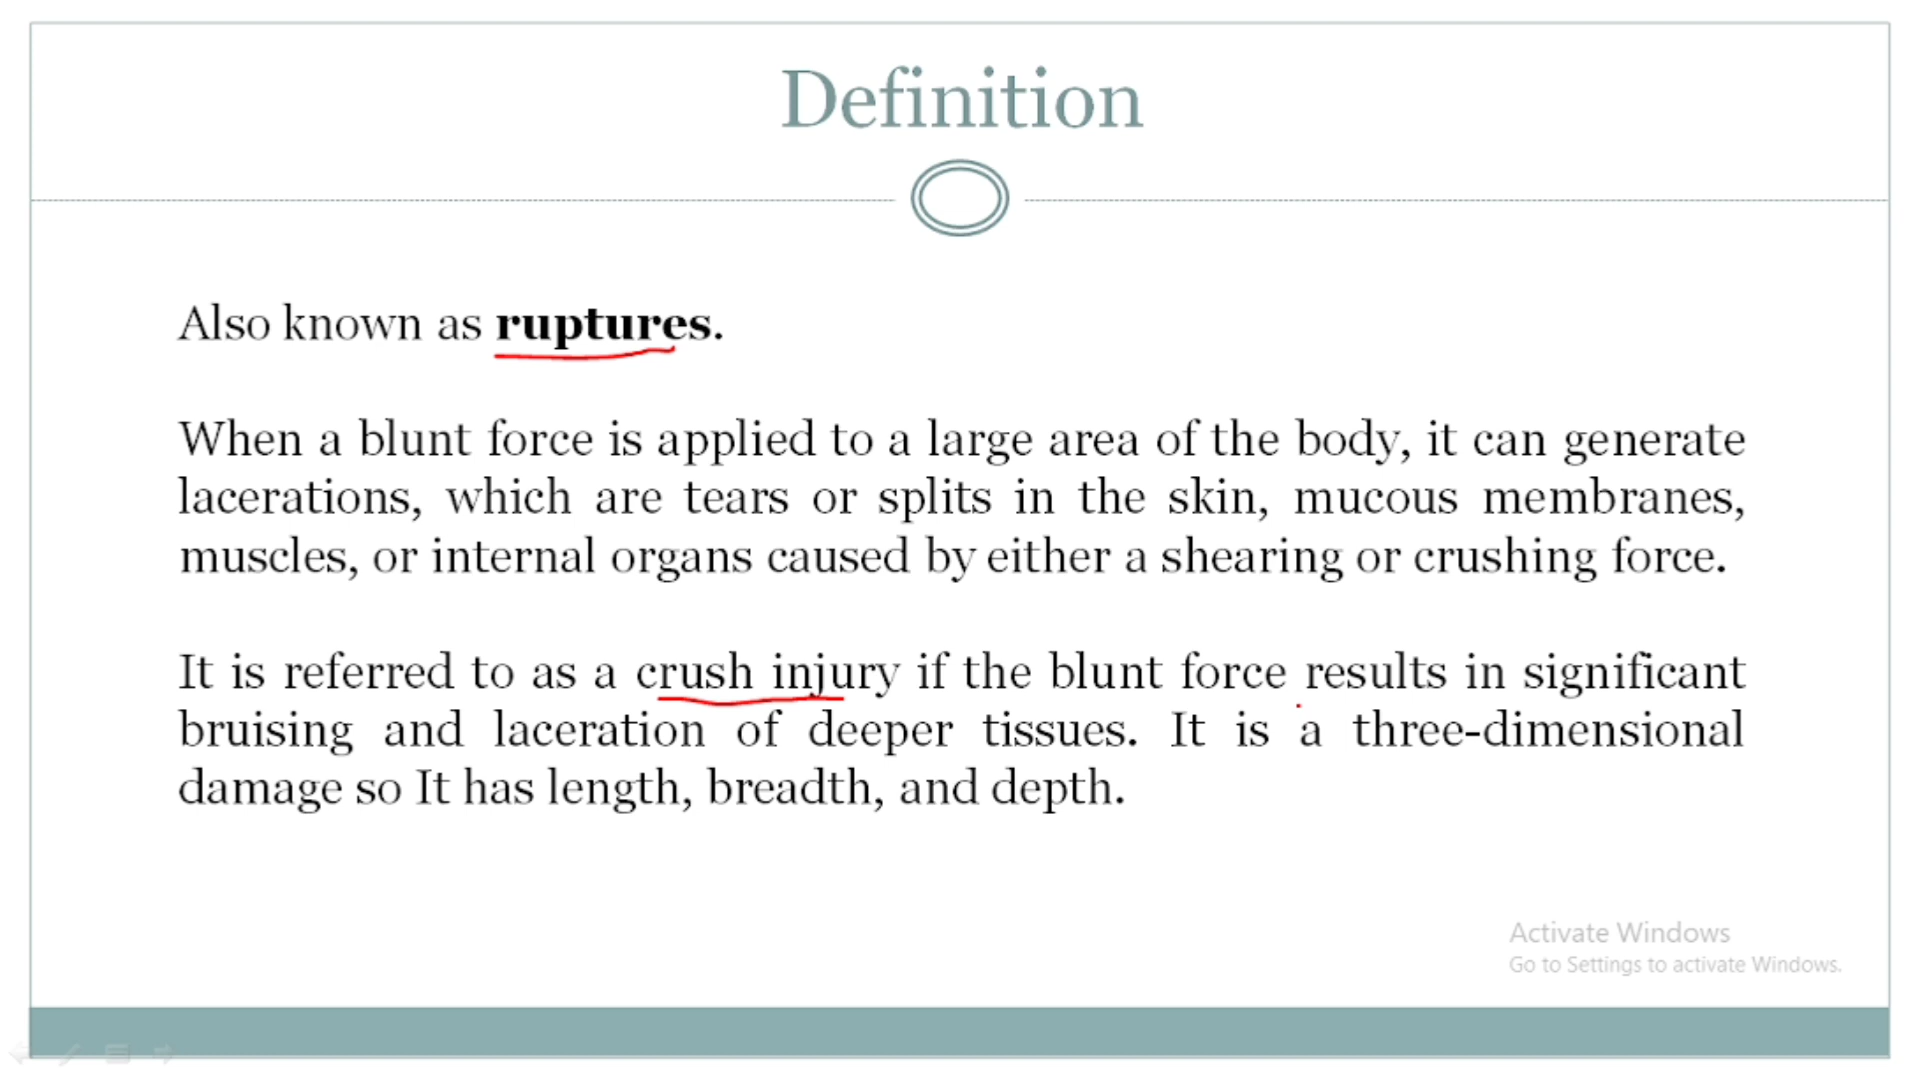 Definition
Also known as ruptures.
When a blunt force is applied to a large area of the body, it can generate
lacerations, which are tears or splits in the skin, mucous membranes,
muscles, or internal organs caused by either a shearing or crushing force.
It is referred to as a crush injury if the blunt force results in significant
bruising and laceration of deeper tissues. It is a three-dimensional
damage so It has length, breadth, and depth.
Activate Windows
Go to Settings to activate Windows.